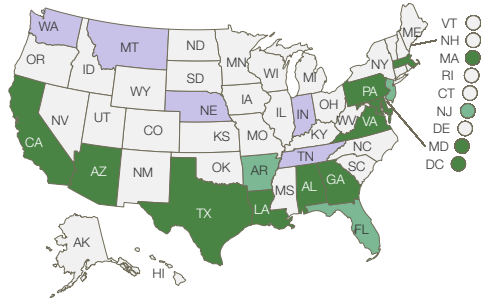 WA
MT
ND
MN
ME
VT
NH
MA
RI
CT
NJ
DE
MD
DC
OR
ID
WY
SD
WI
MI
NY
NV
UT
CO
NE
IA
IL
IN
OH
PA
CA
AZ
NM
KS
MO
KY
WV
VA
OK
AR
TN
NC
SC
TX
LA
MS
AL
GA
FL
AK
HI